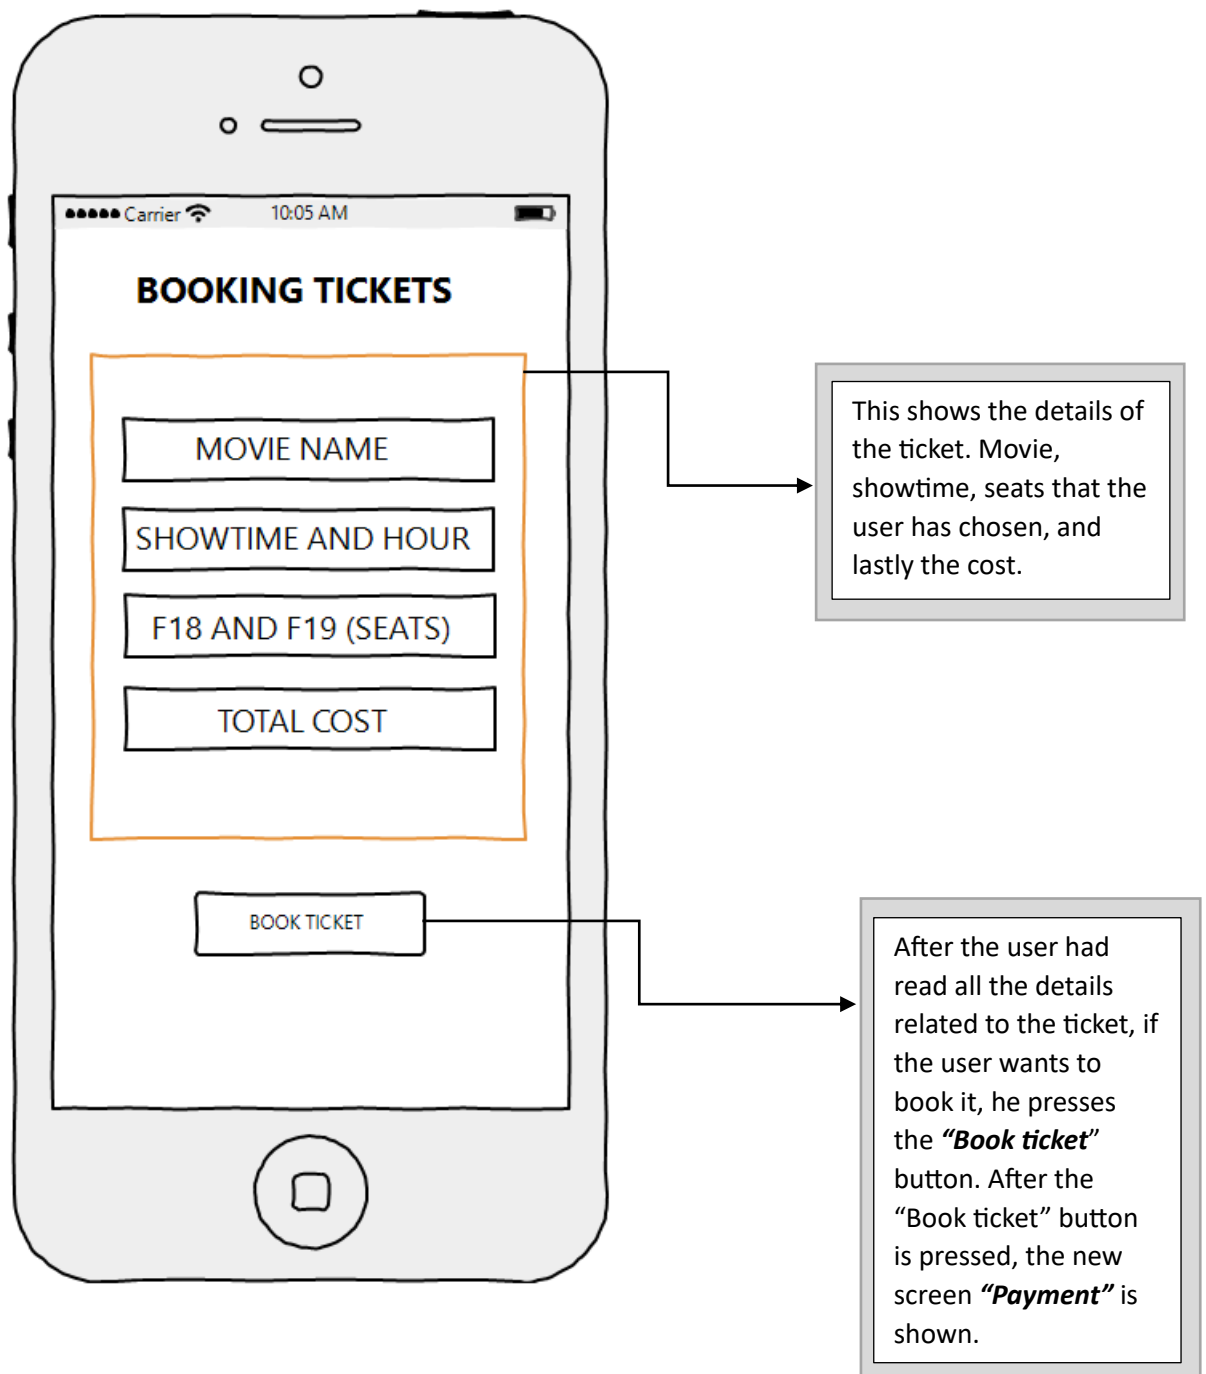 Carrier 10:05 AM
BOOKING TICKETS
MOVIE NAME
SHOWTIME AND HOUR
F18 AND F19 (SEATS)
TOTAL COST
BOOK TICKET
This shows the details of
the ticket. Movie,
showtime, seats that the
user has chosen, and
lastly the cost.
After the user had
read all the details
related to the ticket, if
the user wants to
book it, he presses
the “Book ticket”
button. After the
“Book ticket” button
is pressed, the new
screen “Payment” is
shown.